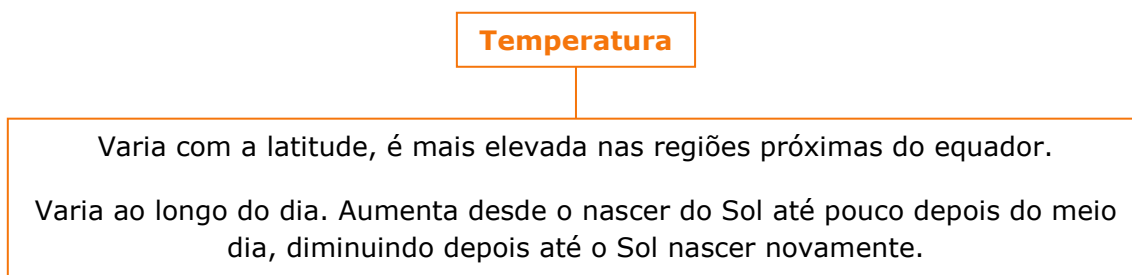 Temperatura
Varia com a latitude, é mais elevada nas regiões próximas do equador.
Varia ao longo do dia. Aumenta desde o nascer do Sol até pouco depois do meio
dia, diminuindo depois até o Sol nascer novamente.